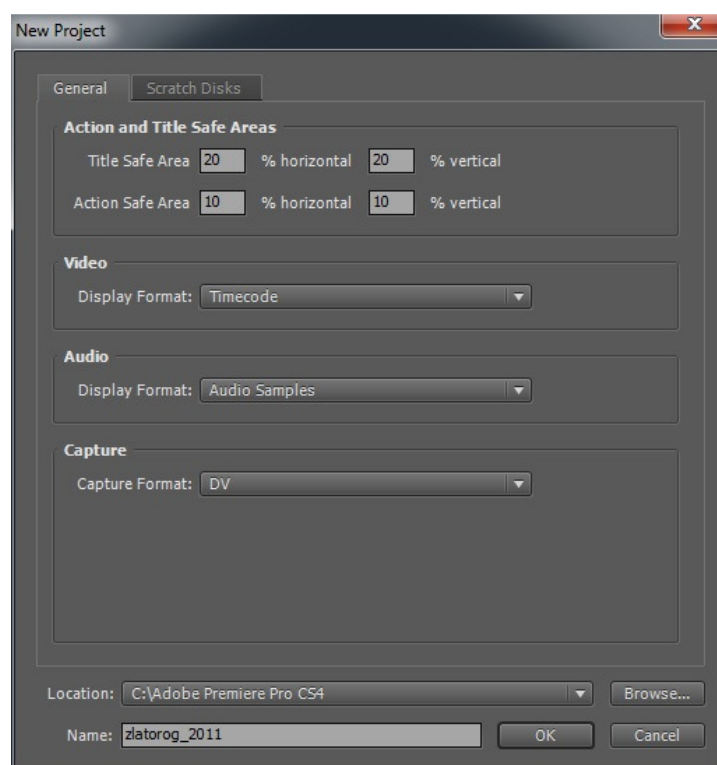 New Project
General Scratch Disks
Action and Title Safe Areas
Title Safe Area 20 % horizontal 20 % vertical
Action Safe Area 10 % horizontal 10 % vertical
Video
Display Format: Timecode
Audio
Display Format: Audio Samples
Capture
Capture Format: DV
Location: C:\Adobe Premiere Pro CS4 Browse...
Name: zlatorog_2011 OK Cancel